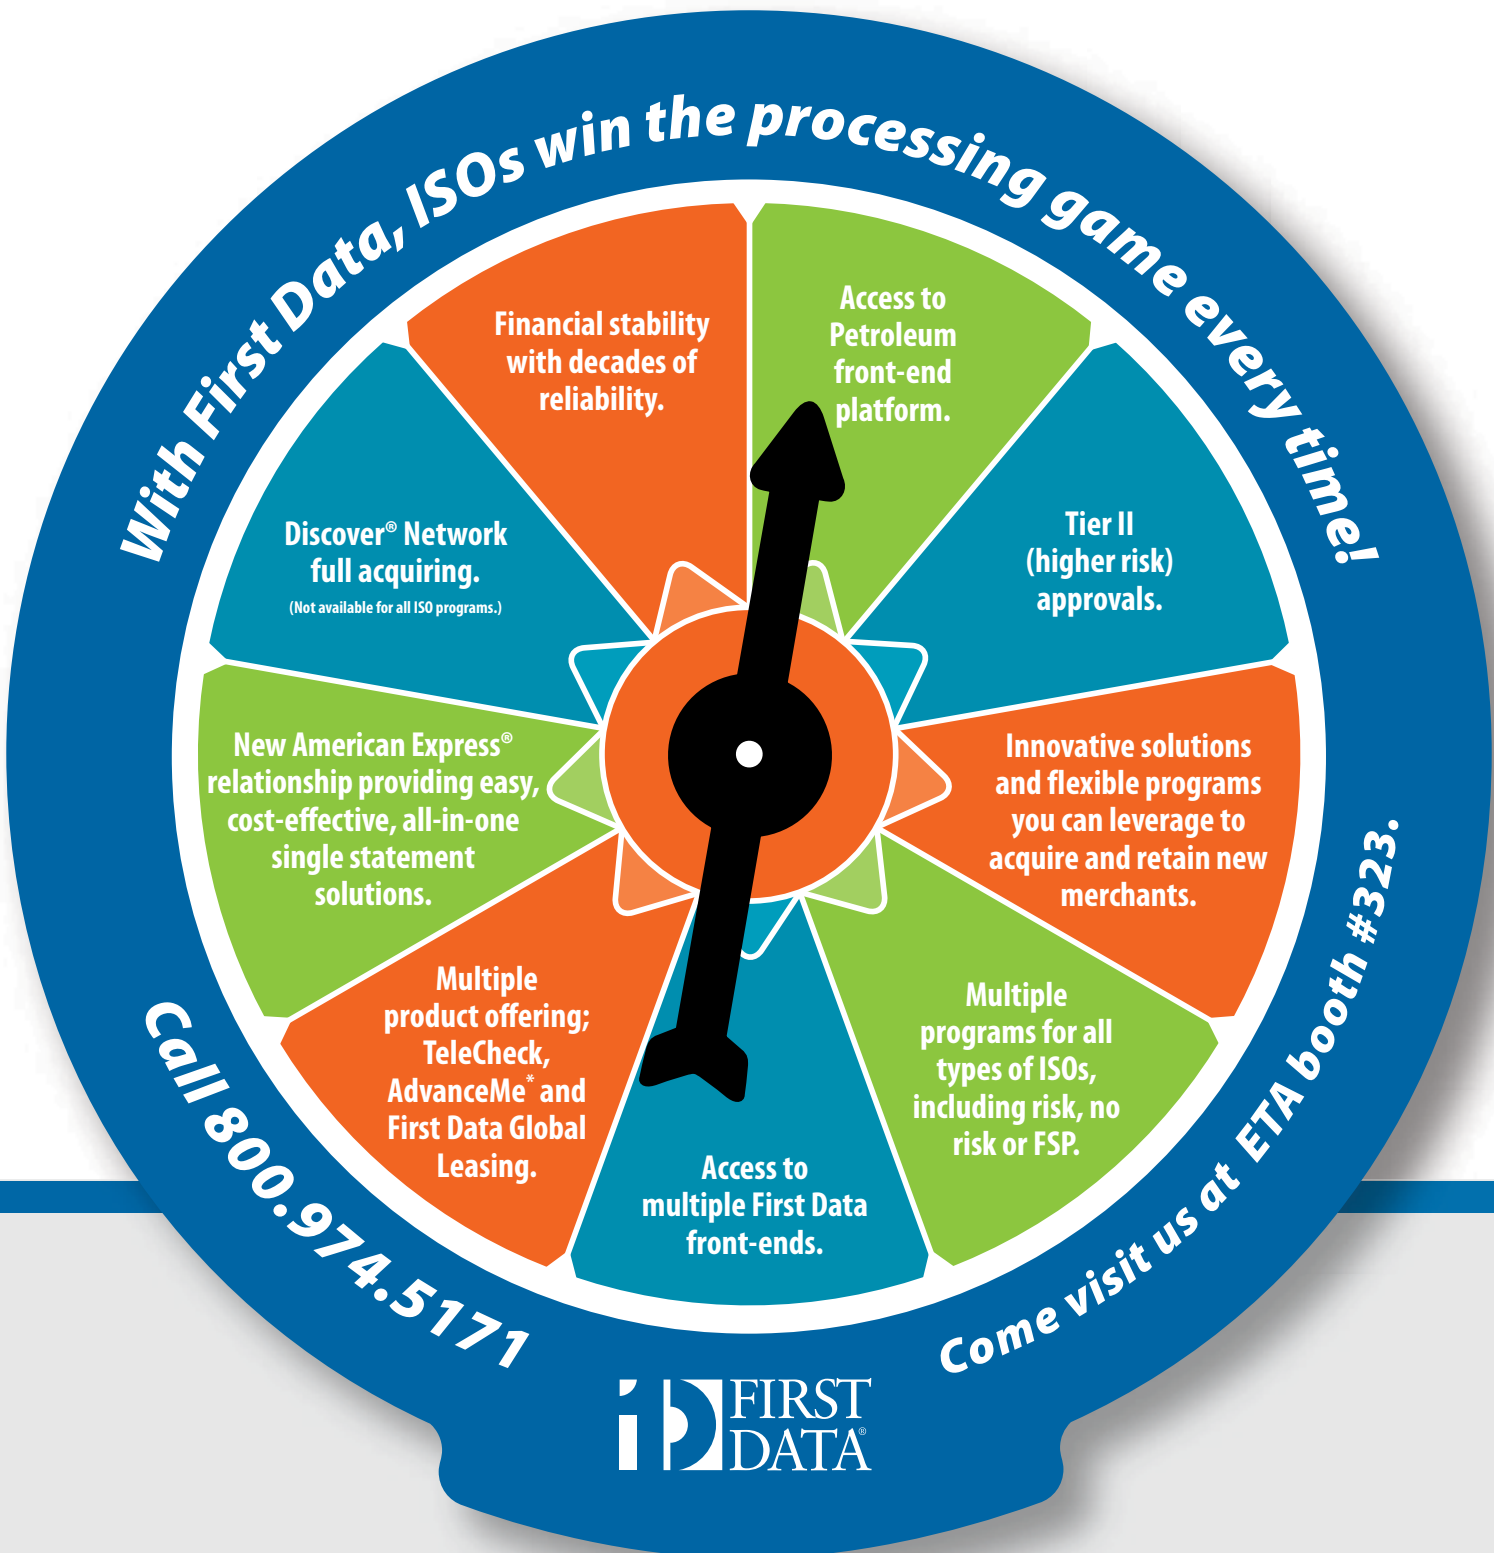 With First Data, ISOs win the processing game every time!
Financial stability
with decades of
reliability.
Access to
Petroleum
front-end
platform.
Discover® Network
full acquiring.
(Not available for all ISO programs.)
Tier II
(higher risk)
approvals.
New American Express®
relationship providing easy,
cost-effective, all-in-one
single statement
solutions.
Innovative solutions
and flexible programs
you can leverage to
acquire and retain new
merchants.
Multiple
product offering;
TeleCheck,
AdvanceMe* and
First Data Global
Leasing.
Multiple
programs for all
types of ISOs,
including risk, no
risk or FSP.
Access to
multiple First Data
front-ends.
Call 800.974.5171
Come visit us at ETA booth #323.
FIRST
DATA®